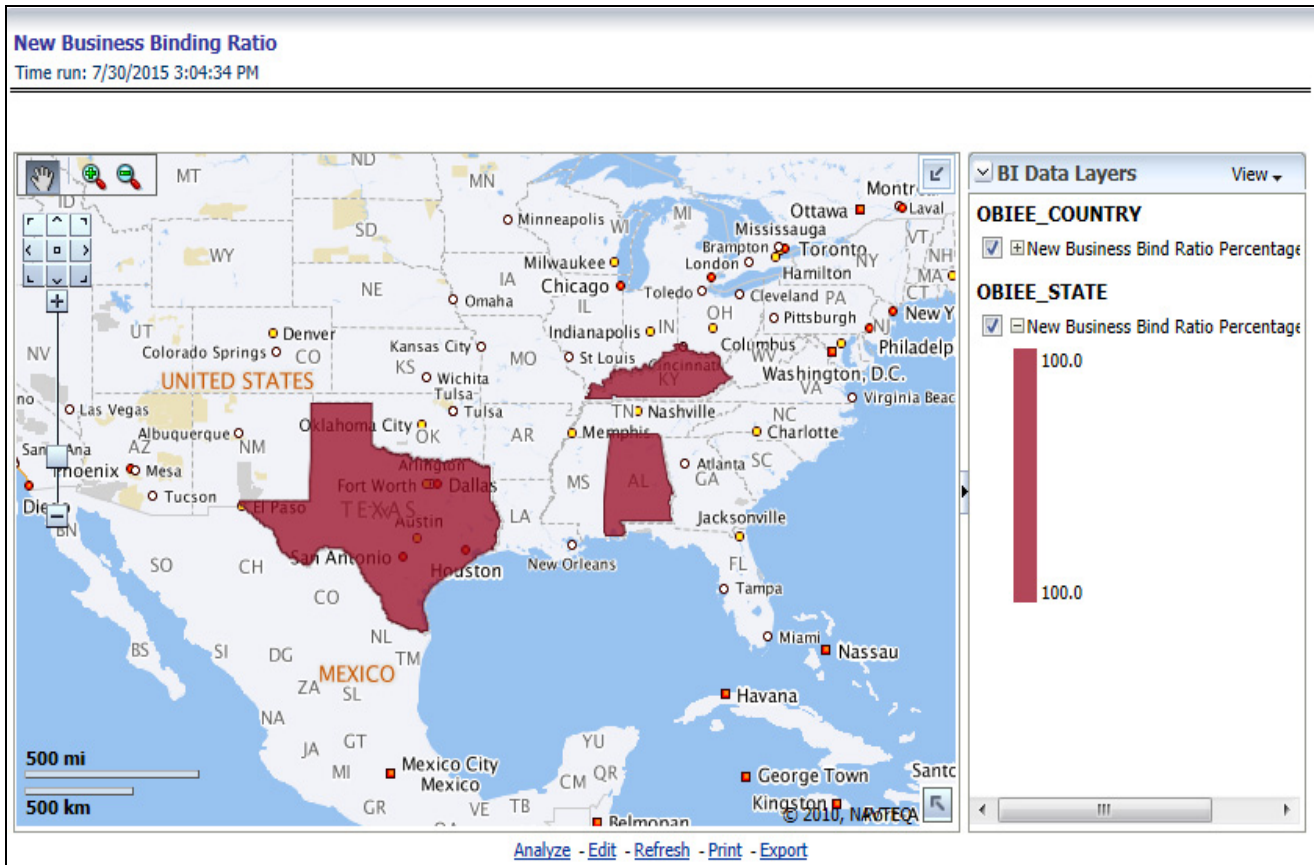 New Business Binding Ratio
Time run: 7/30/2015 3:04:34 PM
BI Data Layers
View
OBIEE_COUNTRY
New Business Bind Ratio Percentage
OBIEE_STATE
New Business Bind Ratio Percentage
100.0
100.0
ID
MT
ND
MN
Minneapolis
WI
MI
Ottawa
Laval
VT
NH
MA
CT
SD
WY
Mississauga
Brampton
Toronto
London
Hamilton
NY
Milwaukee
Chicago
IA
IL
NE
Omaha
Toledo
Cleveland
PA
Pittsburgh
NJ
UT
Denver
Colorado Springs
CO
Kansas City
KS
MO
St Louis
Indianapolis
IN
OH
Columbus
WV
Cincinnati
KY
Washington, D.C.
VA
NV
UNITED STATES
Wichita
Tulsa
Tulsa
Las Vegas
Albuquerque
AZ
NM
Oklahoma City
OK
AR
TN
Nashville
Memphis
NC
Charlotte
Mesa
Tucson
El Paso
Arlington
Fort Worth
Dallas
TEXAS
Austin
San Antonio
Houston
LA
MS
AL
Atlanta
GA
SC
Jacksonville
New Orleans
FL
Tampa
Miami
Nassau
BN
SO
CH
CO
NL
TM
BS
SI
DG
MEXICO
ZA
SL
NA
JA
GT
MI
Mexico City
Mexico
GR
VE
TB
YU
CM
QR
Havana
George Town
Kingston
Belmopan
500 mi
500 km
© 2010, NAVTEQ
Analyze - Edit - Refresh - Print - Export